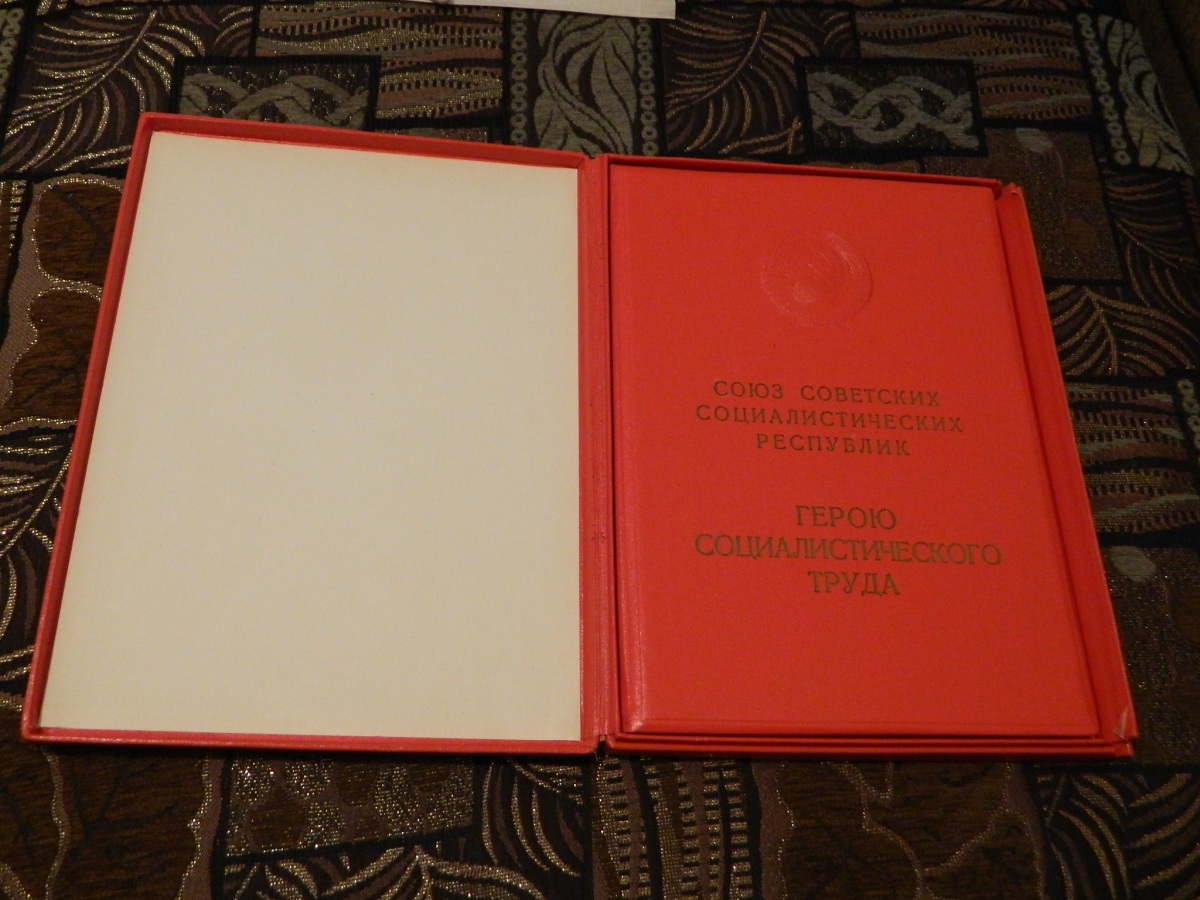 СОЮЗ СОВЕТСКИХ
СОЦИАЛИСТИЧЕСКИХ
РЕСПУБЛИК
ГЕРОЮ
СОЦИАЛИСТИЧЕСКОГО
ТРУДА